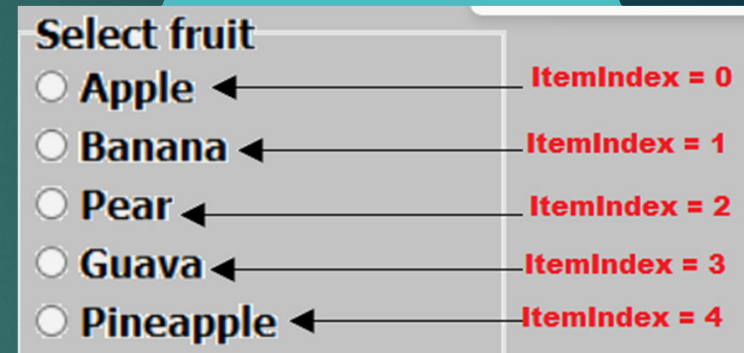 Select fruit
Apple ItemIndex = 0
Banana ItemIndex = 1
Pear ItemIndex = 2
Guava ItemIndex = 3
Pineapple ItemIndex = 4